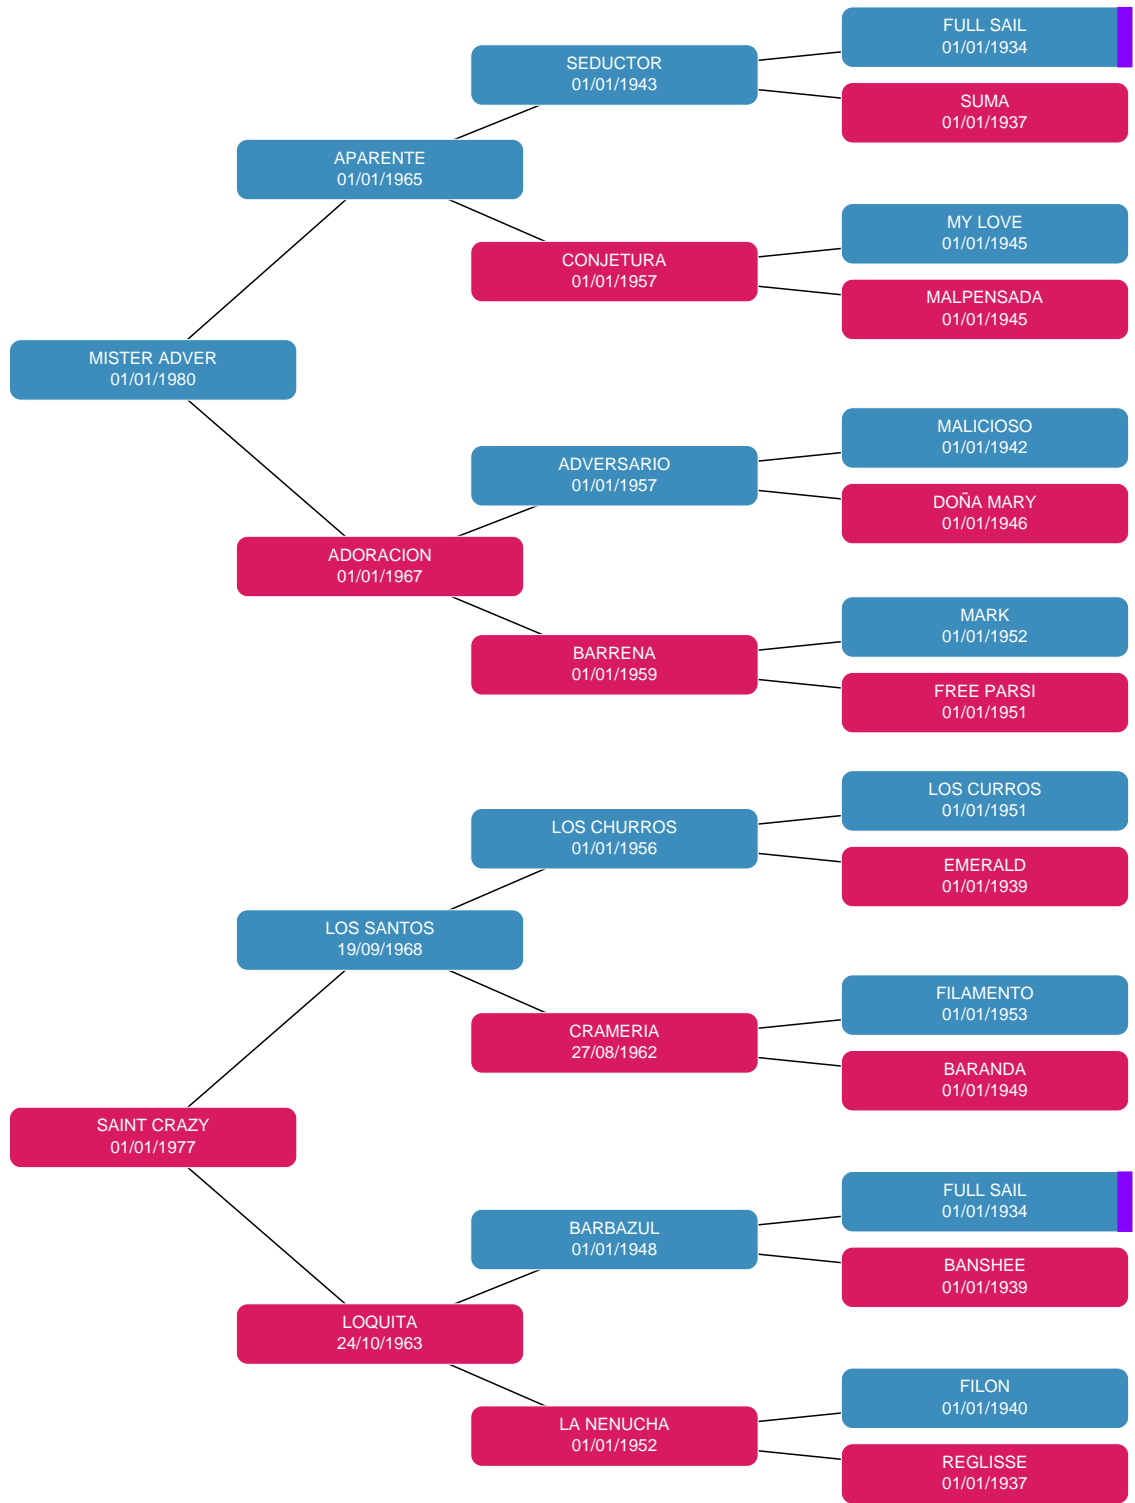 FULL SAIL
01/01/1934
SEDUCTOR
01/01/1943
SUMA
01/01/1937
APARENTE
01/01/1965
MY LOVE
01/01/1945
CONJETURA
01/01/1957
MALPENSADA
01/01/1945
MISTER ADVER
01/01/1980
MALICIOSO
01/01/1942
ADVERSARIO
01/01/1957
DOÑA MARY
01/01/1946
ADORACION
01/01/1967
MARK
01/01/1952
BARRENA
01/01/1959
FREE PARSI
01/01/1951
LOS CURROS
01/01/1951
LOS CHURROS
01/01/1956
EMERALD
01/01/1939
LOS SANTOS
19/09/1968
FILAMENTO
01/01/1953
CRAMERIA
27/08/1962
BARANDA
01/01/1949
SAINT CRAZY
01/01/1977
FULL SAIL
01/01/1934
BARBAZUL
01/01/1948
BANSHEE
01/01/1939
LOQUITA
24/10/1963
FILON
01/01/1940
LA NENUCHA
01/01/1952
REGLISSE
01/01/1937